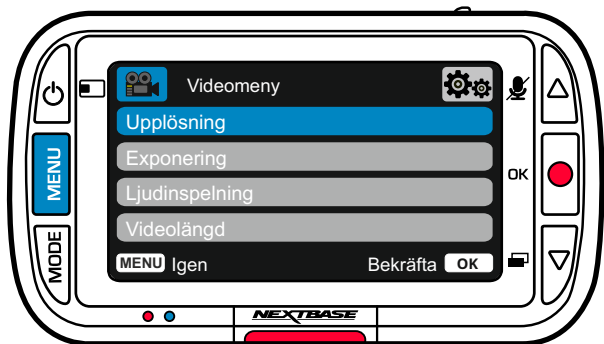 Videomeny
Upplösning
MENU
Exponering
OK
Ljudinspelning
Videolängd
MODE
MENU Igen
Bekräfta OK
NEXTBASE